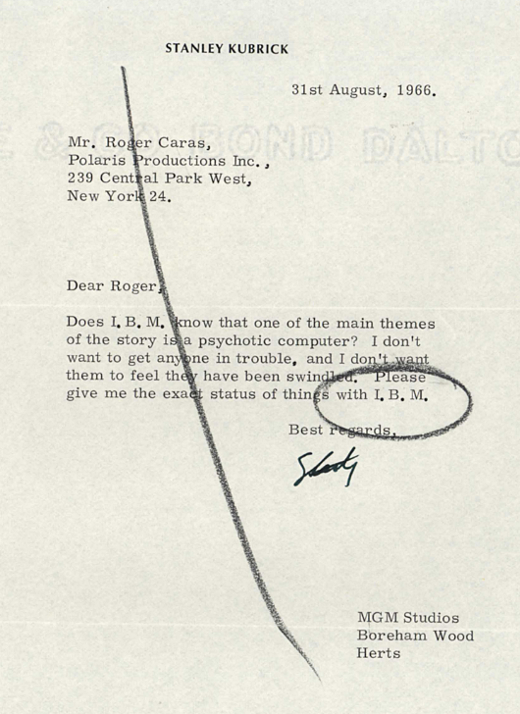 STANLEY KUBRICK
31st August, 1966.
Mr. Roger Caras,
Polaris Productions Inc.,
239 Central Park West,
New York 24.
Dear Roger,
Does I.B.M. know that one of the main themes
of the story is a psychotic computer? I don't
want to get anyone in trouble, and I don't want
them to feel they have been swindled. Please
give me the exact status of things with I.B.M.
Best regards,
MGM Studios
Boreham Wood
Herts